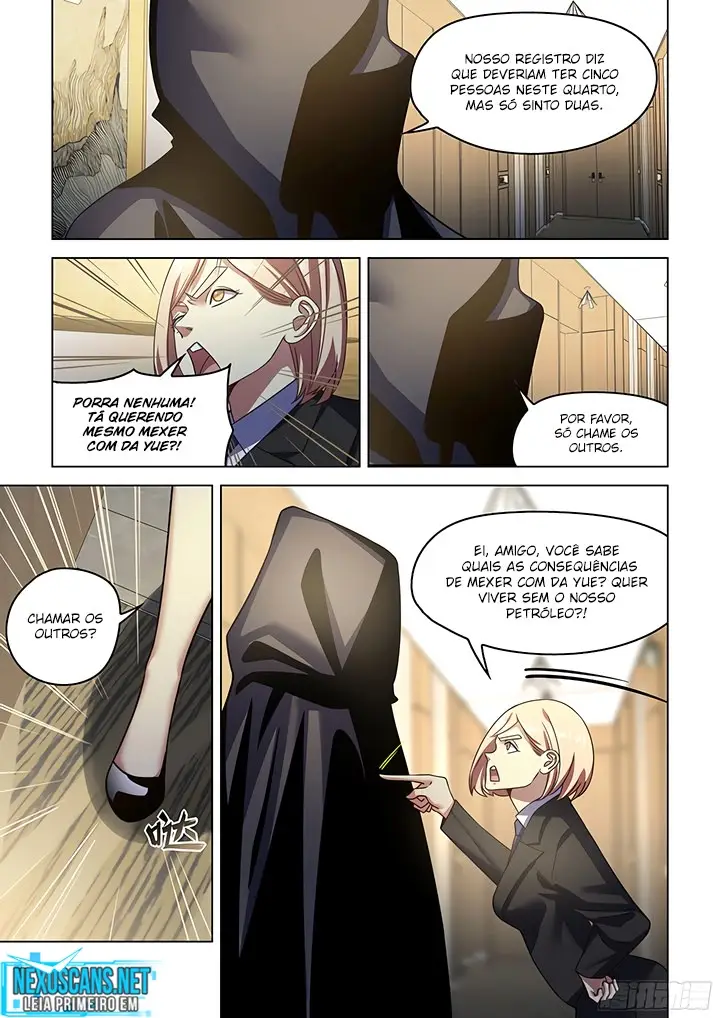 NOSSO REGISTRO DIZ
QUE DEVERIAM TER CINCO
PESSOAS NESTE QUARTO,
MAS SÓ SINTO DUAS.
PORRA NENHUMA!
TÁ QUERENDO
MESMO MEXER
COM DA YUE?!
POR FAVOR,
SÓ CHAME OS
OUTROS.
CHAMAR OS
OUTROS?
EI, AMIGO, VOCÊ SABE
QUAIS AS CONSEQUÊNCIAS
DE MEXER COM DA YUE? QUER
VIVER SEM O NOSSO
PETRÓLEO?!
哒
NEXUSCANS.NET
LEIA PRIMEIRO EM